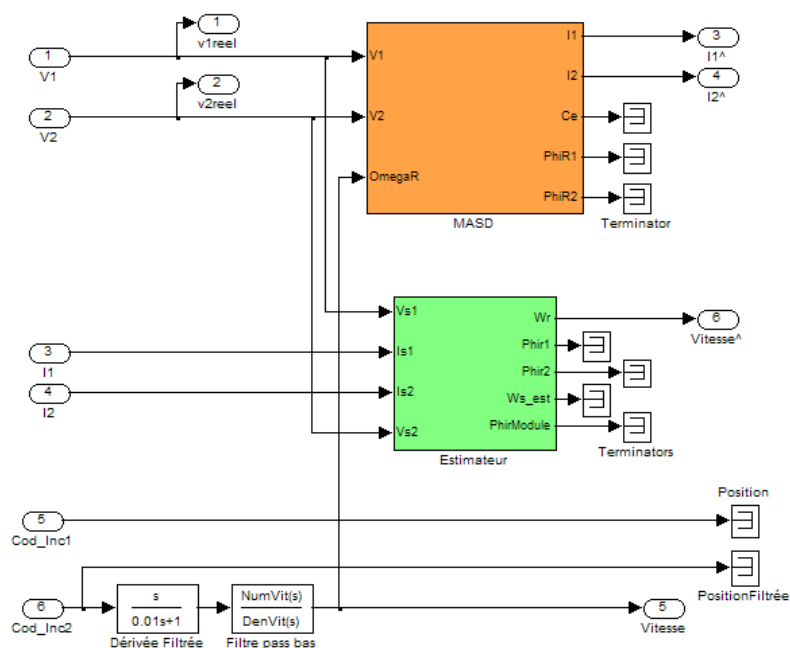 1
v1reel
1
V1
2
v2reel
2
V2
V1
V2
OmegaR
I1
I2
Ce
PhiR1
PhiR2
MASD
3
I1^
4
I2^
Terminator
Vs1
Is1
Is2
Vs2
Wr
Phir1
Phir2
Ws_est
PhirModule
Estimateur
6
Vitesse^
Terminators
3
I1
4
I2
5
Cod_Inc1
Position
6
Cod_Inc2
s
0.01s+1
Dérivée Filtrée
NumVit(s)
DenVit(s)
Filtre pass bas
PositionFiltrée
5
Vitesse